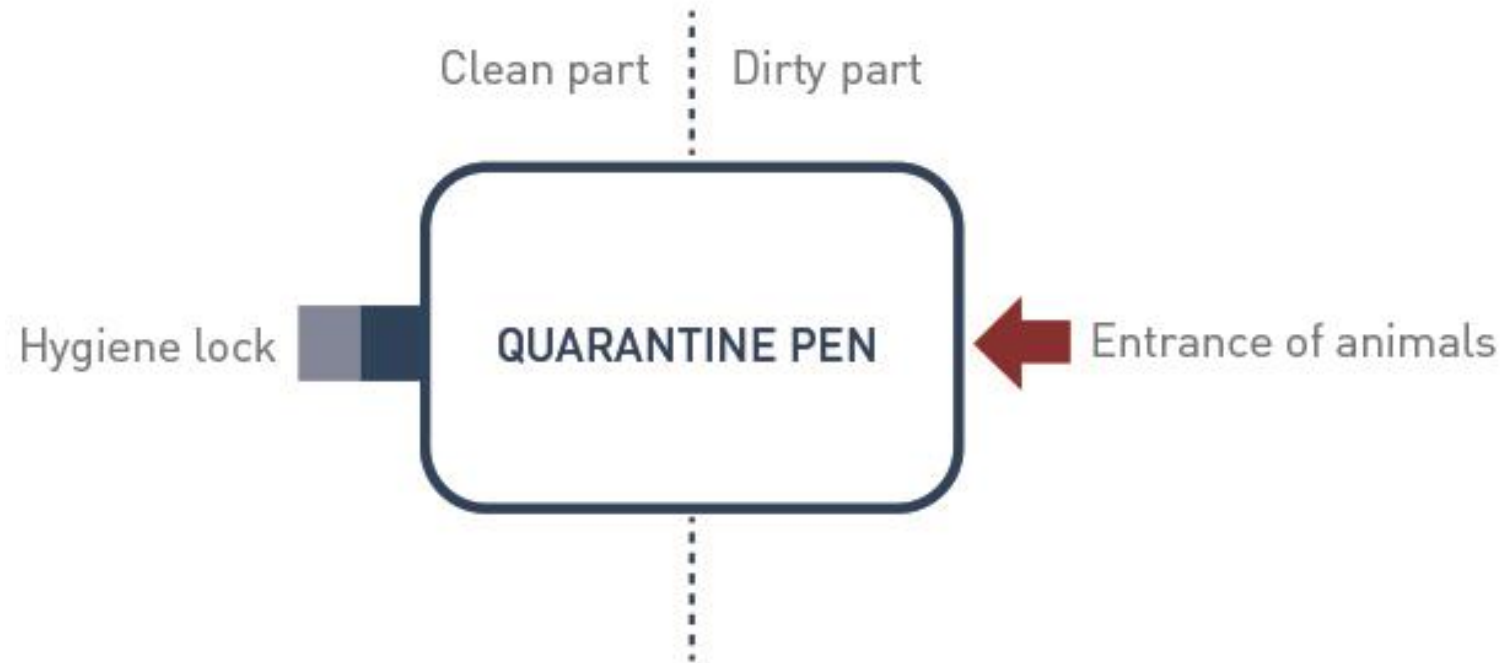 Clean part
Dirty part
Hygiene lock
QUARANTINE PEN
Entrance of animals